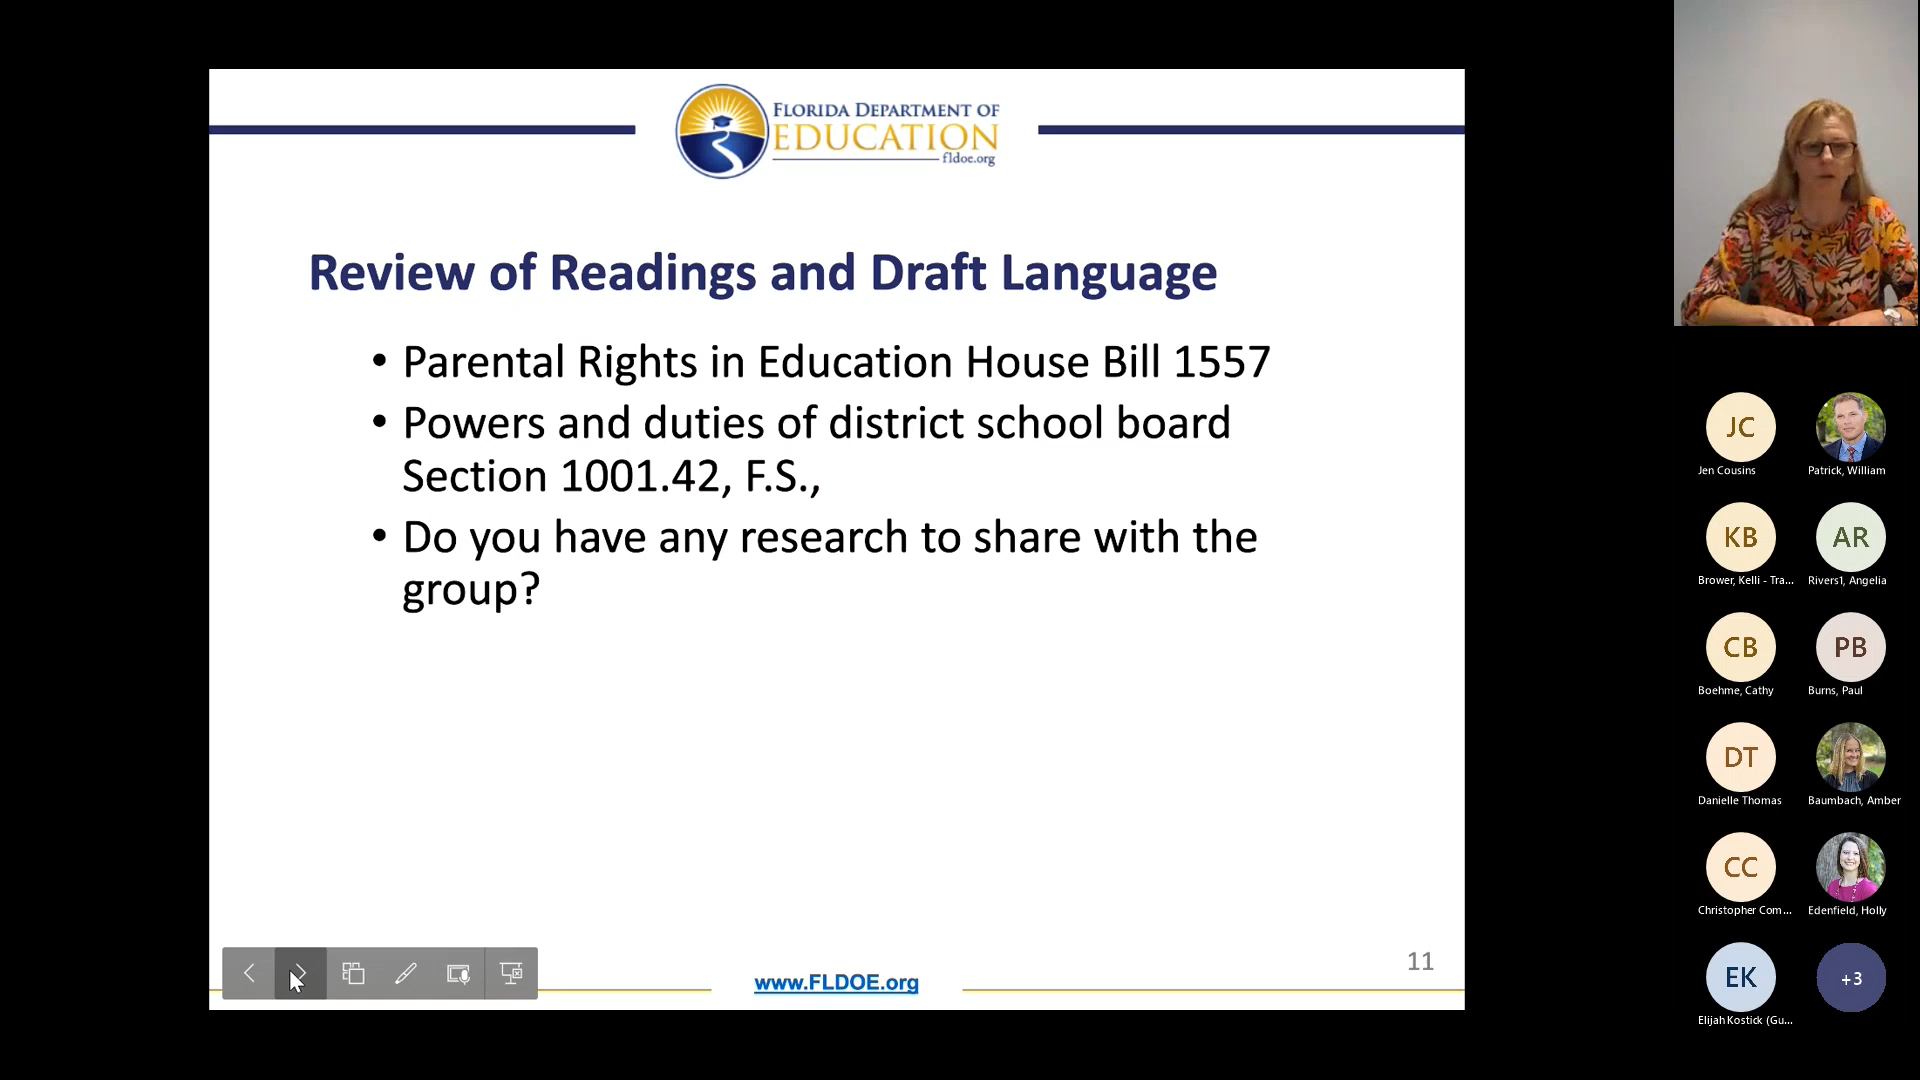 FLORIDA DEPARTMENT OF
EDUCATION
fldoe.org
Review of Readings and Draft Language
• Parental Rights in Education House Bill 1557
• Powers and duties of district school board
Section 1001.42, F.S.,
• Do you have any research to share with the
group?
11
www.FLDOE.org
JC
Jen Cousins
Patrick, William
KB
Brower, Kelli - Tra...
AR
Rivers1, Angelia
CB
Boehme, Cathy
PB
Burns, Paul
DT
Danielle Thomas
Baumbach, Amber
CC
Christopher Com...
Edenfield, Holly
EK
Elijah Kostick (Gu...
+3